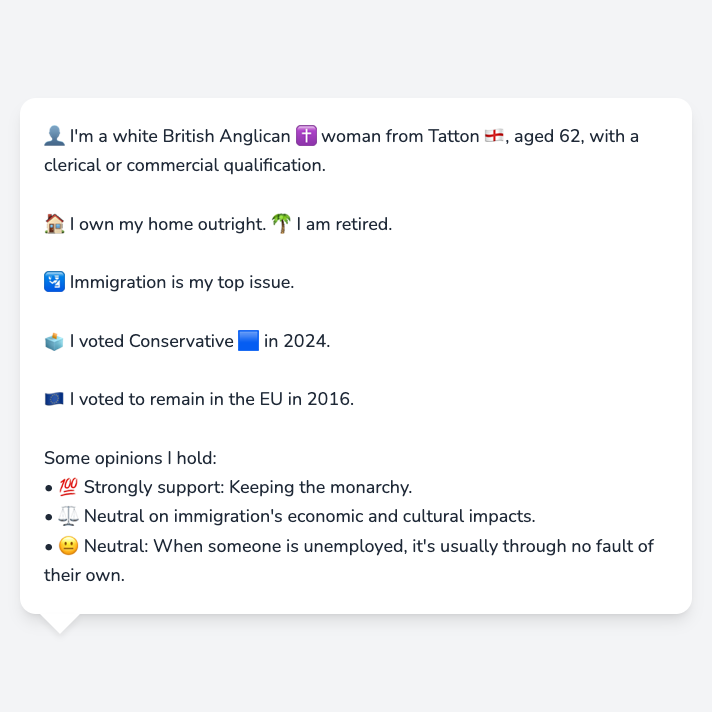 👤 I'm a white British Anglican ✝️ woman from Tatton 🏴󠁧󠁢󠁥󠁮󠁧󠁿, aged 62, with a
clerical or commercial qualification.
🏠 I own my home outright. 🌴 I am retired.
🛂 Immigration is my top issue.
🗳️ I voted Conservative 🟦 in 2024.
🇪🇺 I voted to remain in the EU in 2016.
Some opinions I hold:
• 💯 Strongly support: Keeping the monarchy.
• ⚖️ Neutral on immigration's economic and cultural impacts.
• 😐 Neutral: When someone is unemployed, it's usually through no fault of
their own.